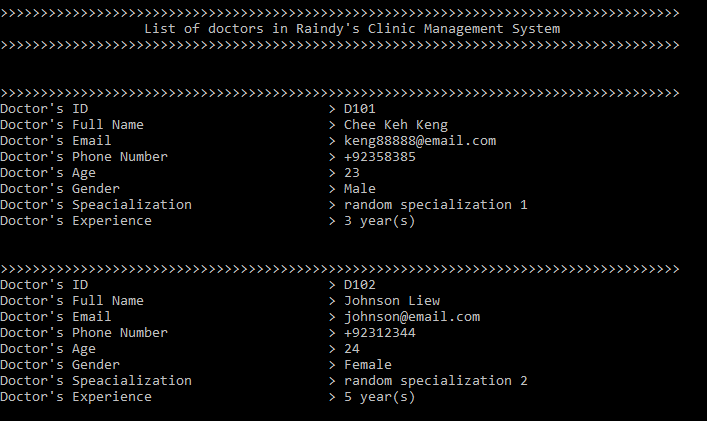 >>>>>>>>>>>>>>>>>>>>>>>>>>>>>>>>>>>>>>>>>>>>>>>>>>>>>>>>>>>>>>>>>>>>>>>>>>>>>>>>>>>>>
List of doctors in Raindy's Clinic Management System
>>>>>>>>>>>>>>>>>>>>>>>>>>>>>>>>>>>>>>>>>>>>>>>>>>>>>>>>>>>>>>>>>>>>>>>>>>>>>>>>>>>>>
>>>>>>>>>>>>>>>>>>>>>>>>>>>>>>>>>>>>>>>>>>>>>>>>>>>>>>>>>>>>>>>>>>>>>>>>>>>>>>>>>>>>>
Doctor's ID > D101
Doctor's Full Name > Chee Keh Keng
Doctor's Email > keng88888@email.com
Doctor's Phone Number > +92358385
Doctor's Age > 23
Doctor's Gender > Male
Doctor's Speacialization > random specialization 1
Doctor's Experience > 3 year(s)
>>>>>>>>>>>>>>>>>>>>>>>>>>>>>>>>>>>>>>>>>>>>>>>>>>>>>>>>>>>>>>>>>>>>>>>>>>>>>>>>>>>>>
Doctor's ID > D102
Doctor's Full Name > Johnson Liew
Doctor's Email > johnson@email.com
Doctor's Phone Number > +92312344
Doctor's Age > 24
Doctor's Gender > Female
Doctor's Speacialization > random specialization 2
Doctor's Experience > 5 year(s)